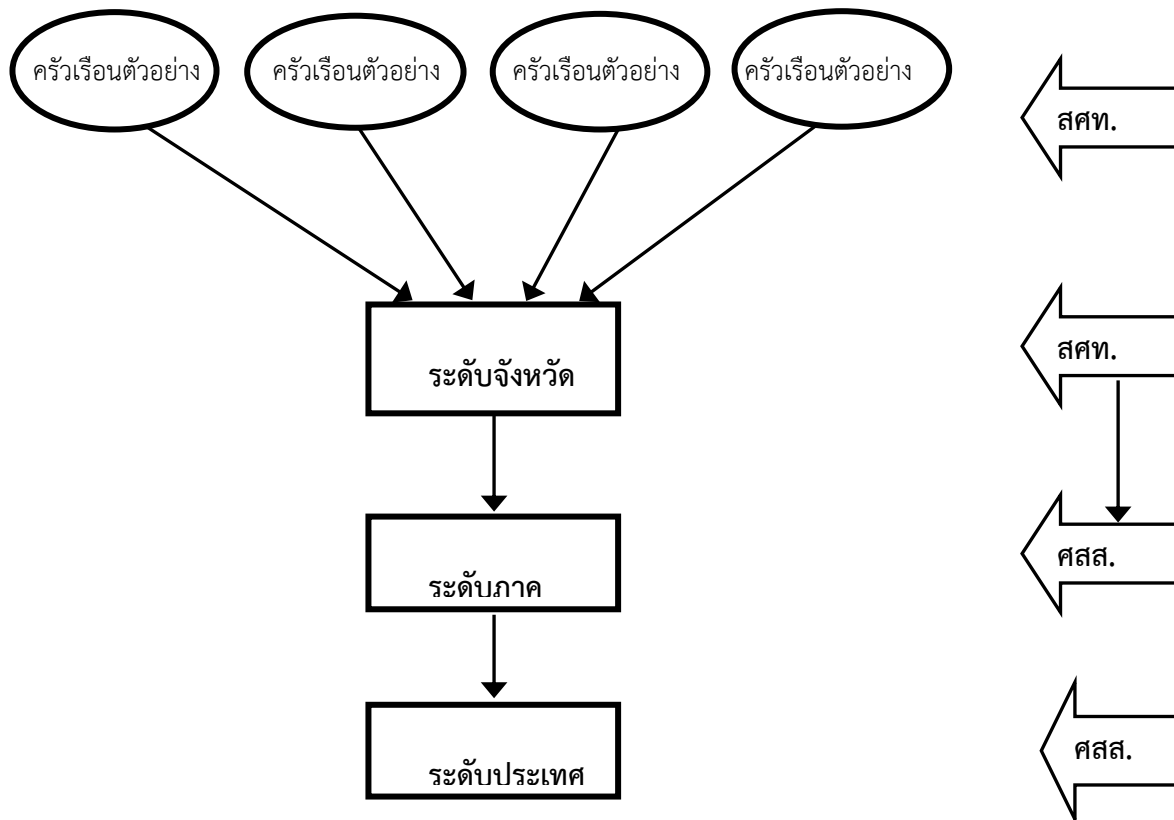 ครัวเรือนตัวอย่าง
ครัวเรือนตัวอย่าง
ครัวเรือนตัวอย่าง
ครัวเรือนตัวอย่าง
สศท.
ระดับจังหวัด
สศท.
ระดับภาค
ศสส.
ระดับประเทศ
ศสส.